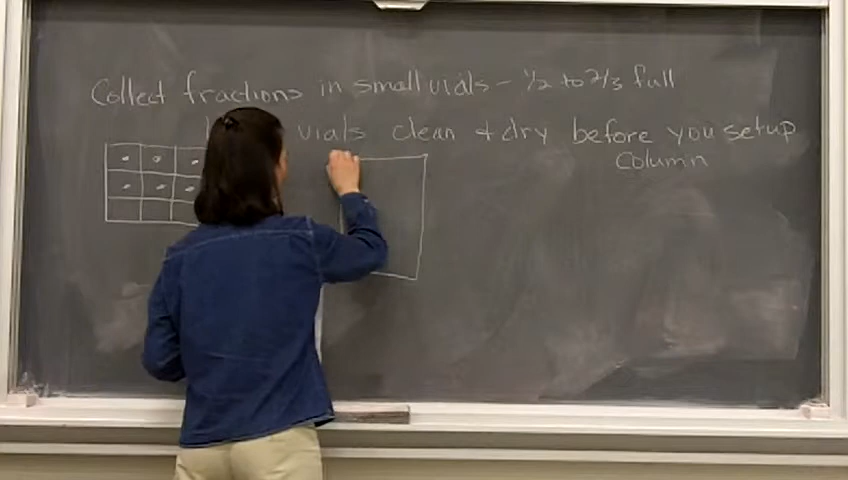 Collect fractions in small vials - 1/2 to 2/3 full
vials clean + dry before you setup
column